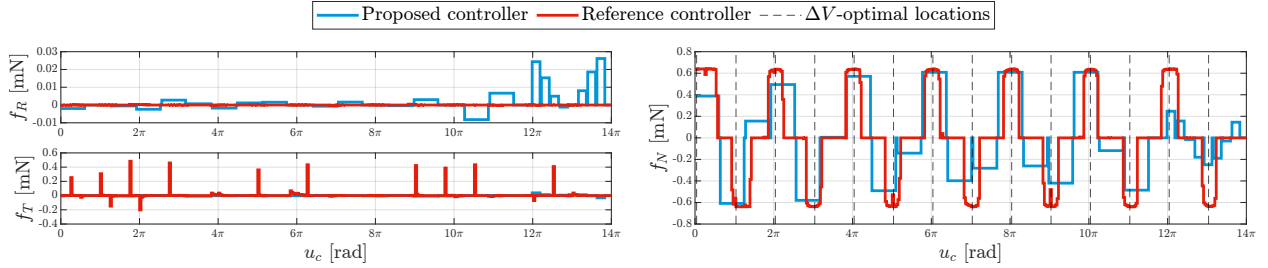 Proposed controller Reference controller ΔV-optimal locations
f_R [mN]
0.03
0.02
0.01
0
-0.01
0 2π 4π 6π 8π 10π 12π 14π
f_T [mN]
0.6
0.4
0.2
0
-0.2
-0.4
0 2π 4π 6π 8π 10π 12π 14π
u_c [rad]
f_N [mN]
0.8
0.6
0.4
0.2
0
-0.2
-0.4
-0.6
-0.8
0 2π 4π 6π 8π 10π 12π 14π
u_c [rad]